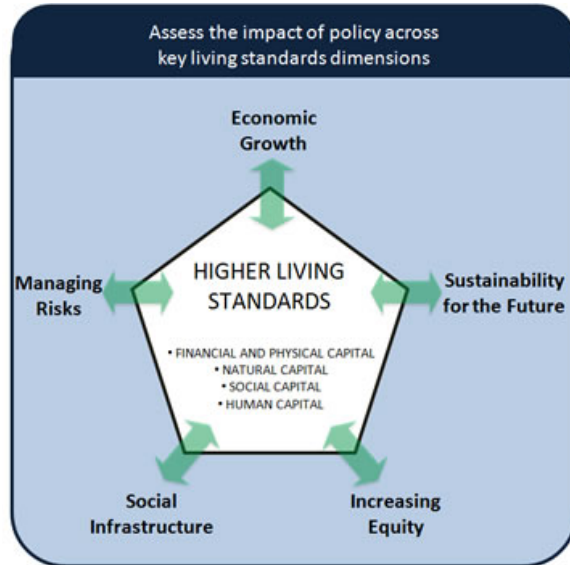 Assess the impact of policy across
key living standards dimensions
Economic
Growth
Managing
Risks
HIGHER LIVING
STANDARDS
Sustainability
for the Future
• FINANCIAL AND PHYSICAL CAPITAL
• NATURAL CAPITAL
• SOCIAL CAPITAL
• HUMAN CAPITAL
Social
Infrastructure
Increasing
Equity